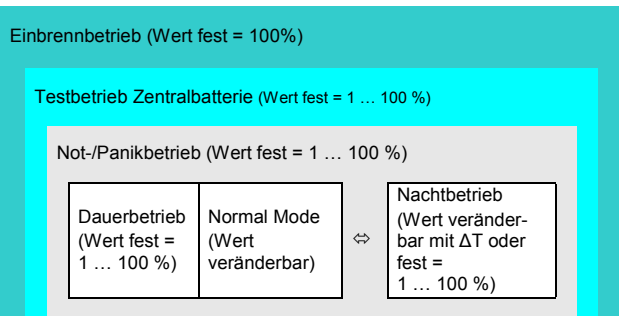 Einbrennbetrieb (Wert fest = 100%)
Testbetrieb Zentralbatterie (Wert fest = 1 … 100 %)
Not-/Panikbetrieb (Wert fest = 1 … 100 %)
Dauerbetrieb
(Wert fest =
1 … 100 %)
Normal Mode
(Wert
veränderbar)
⇔
Nachtbetrieb
(Wert veränder-
bar mit ΔT oder
fest =
1 … 100 %)